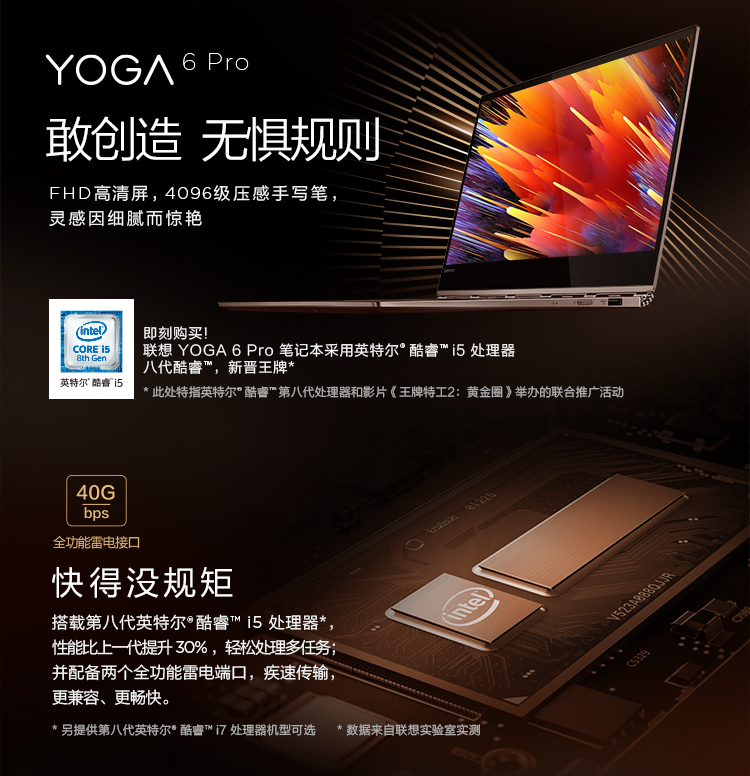 YOGA 6 Pro
敢创造 无惧规则
FHD高清屏，4096级压感手写笔，
灵感因细腻而惊艳
intel
CORE i5
8th Gen
英特尔® 酷睿™ i5
即刻购买！
联想 YOGA 6 Pro 笔记本采用英特尔® 酷睿™ i5 处理器
八代酷睿™，新晋王牌*
* 此处特指英特尔® 酷睿™ 第八代处理器和影片《王牌特工2：黄金圈》举办的联合推广活动
40G
bps
全功能雷电接口
快得没规矩
搭载第八代英特尔® 酷睿™ i5 处理器*，
性能比上一代提升 30%，轻松处理多任务；
并配备两个全功能雷电端口，疾速传输，
更兼容、更畅快。
* 另提供第八代英特尔® 酷睿™ i7 处理器机型可选 * 数据来自联想实验室实测
01225
intel
V523A888QJJR
CS329